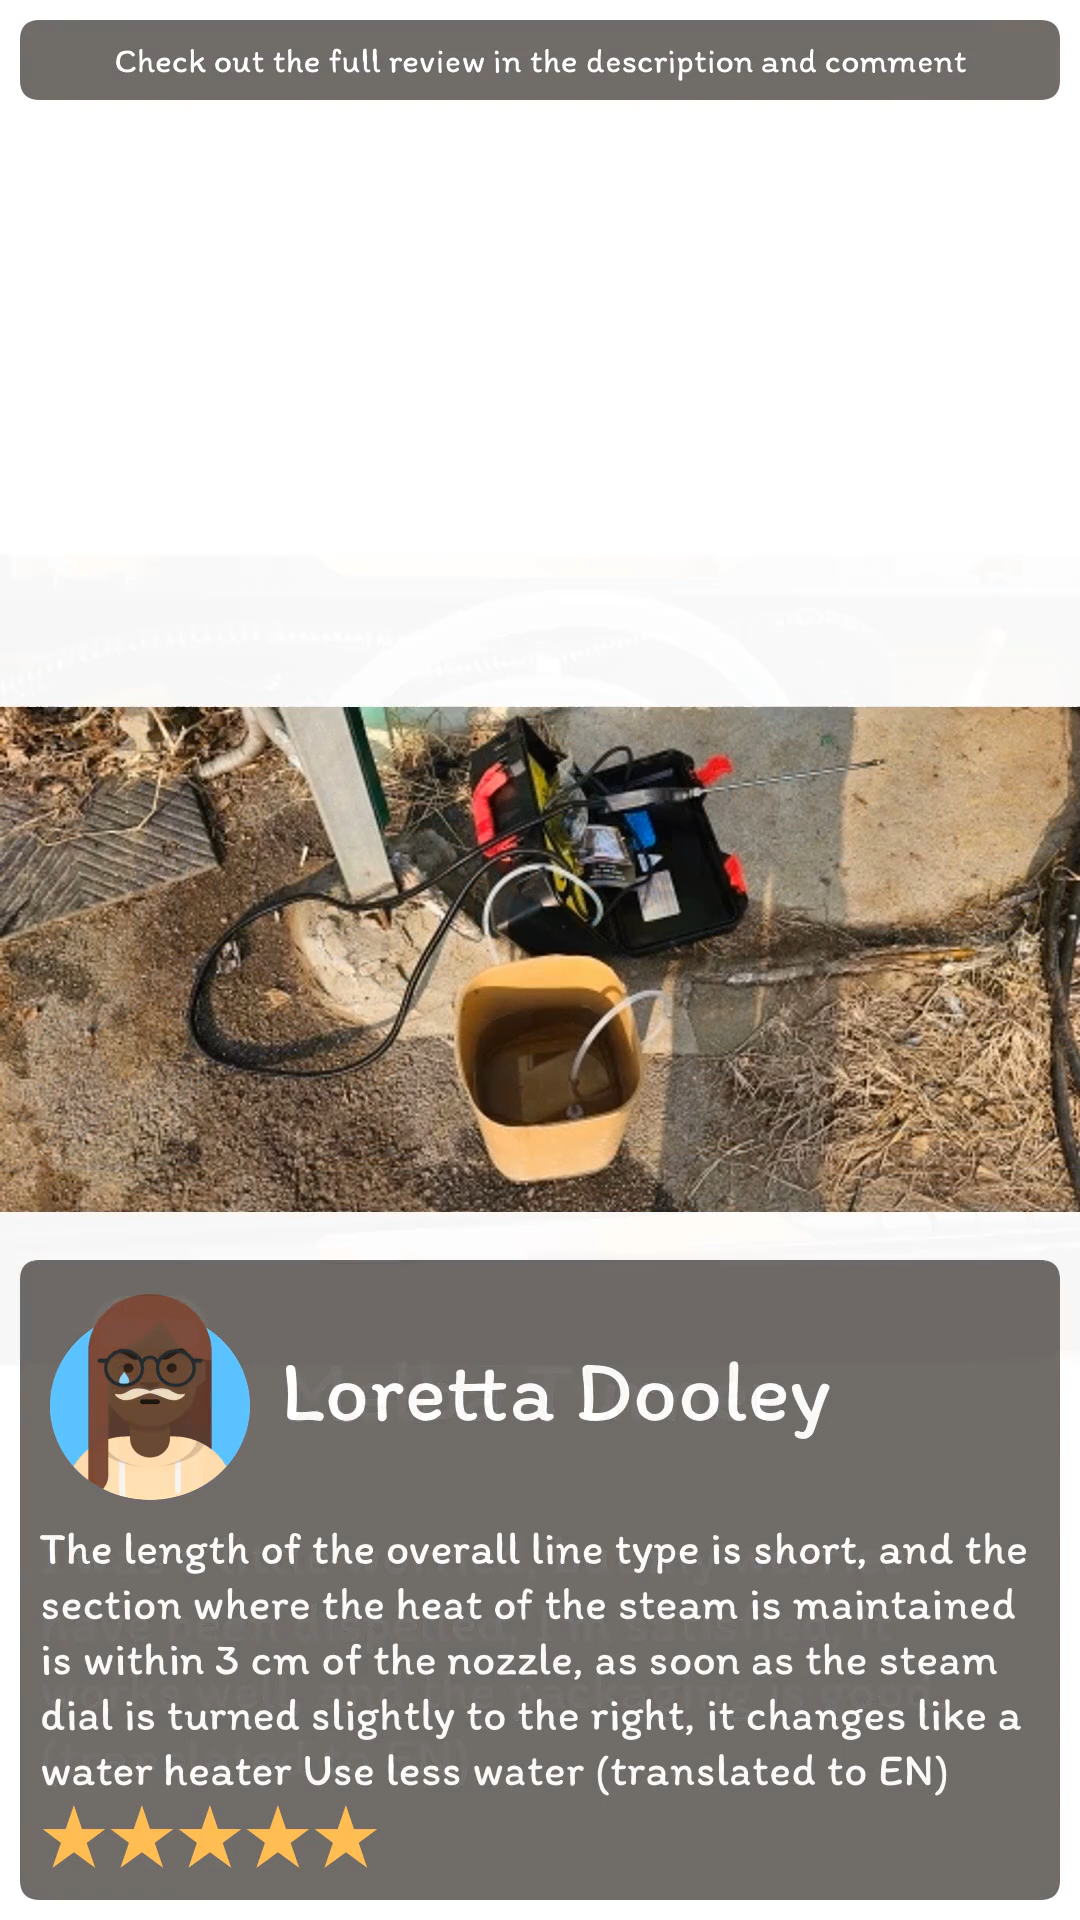 Check out the full review in the description and comment
Loretta Dooley
The length of the overall line type is short, and the
section where the heat of the steam is maintained
is within 3 cm of the nozzle, as soon as the steam
dial is turned slightly to the right, it changes like a
water heater Use less water (translated to EN)